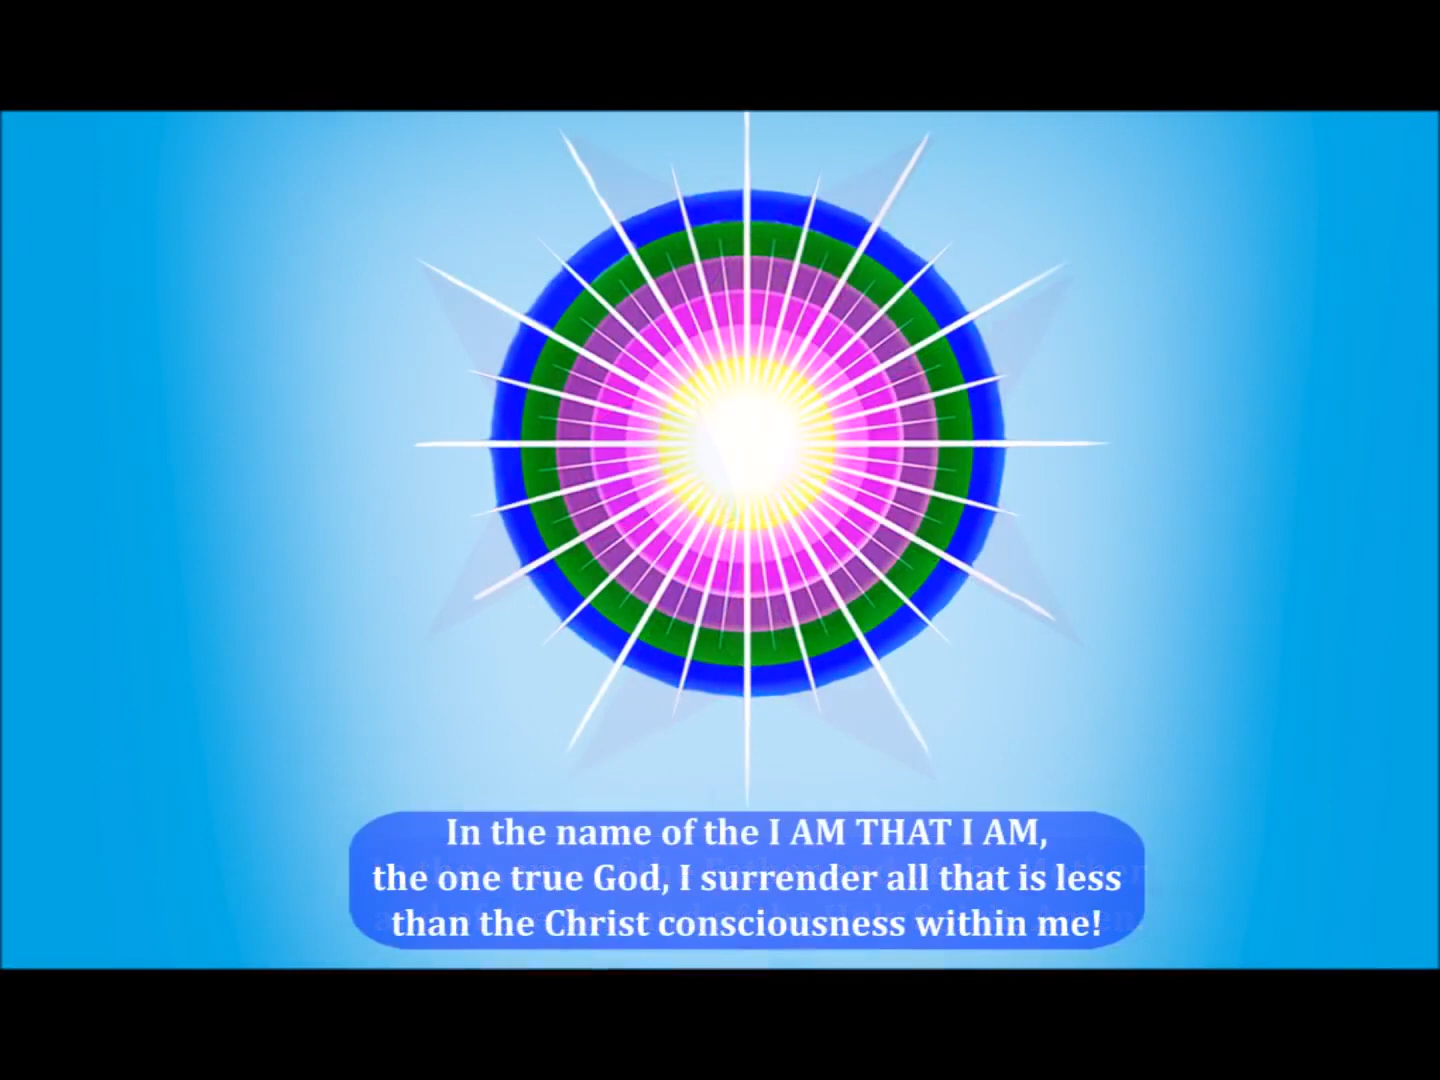 In the name of the I AM THAT I AM,
the one true God, I surrender all that is less
than the Christ consciousness within me!